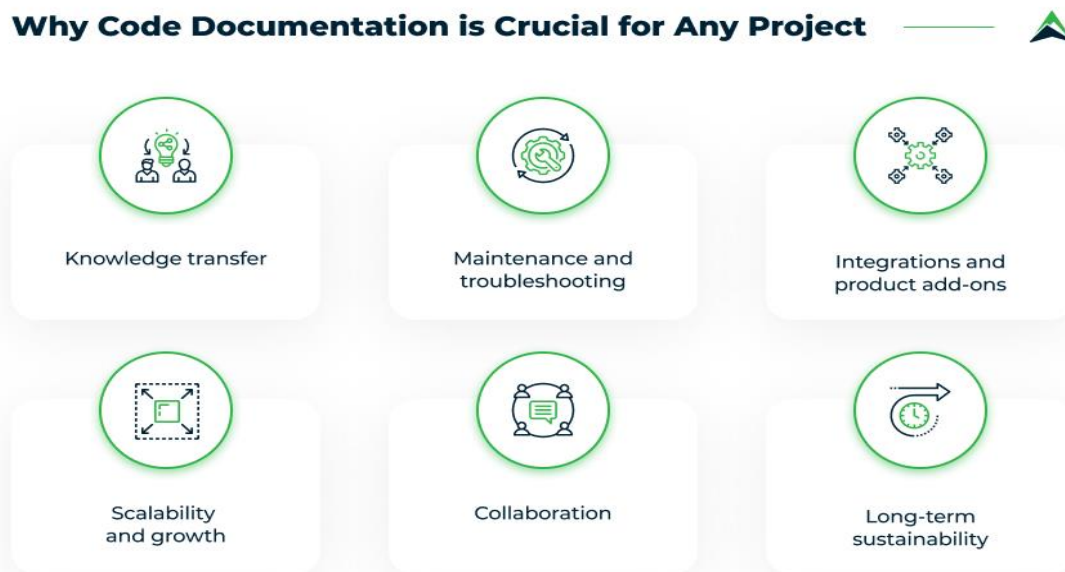 Why Code Documentation is Crucial for Any Project
Knowledge transfer
Maintenance and
troubleshooting
Integrations and
product add-ons
Scalability
and growth
Collaboration
Long-term
sustainability